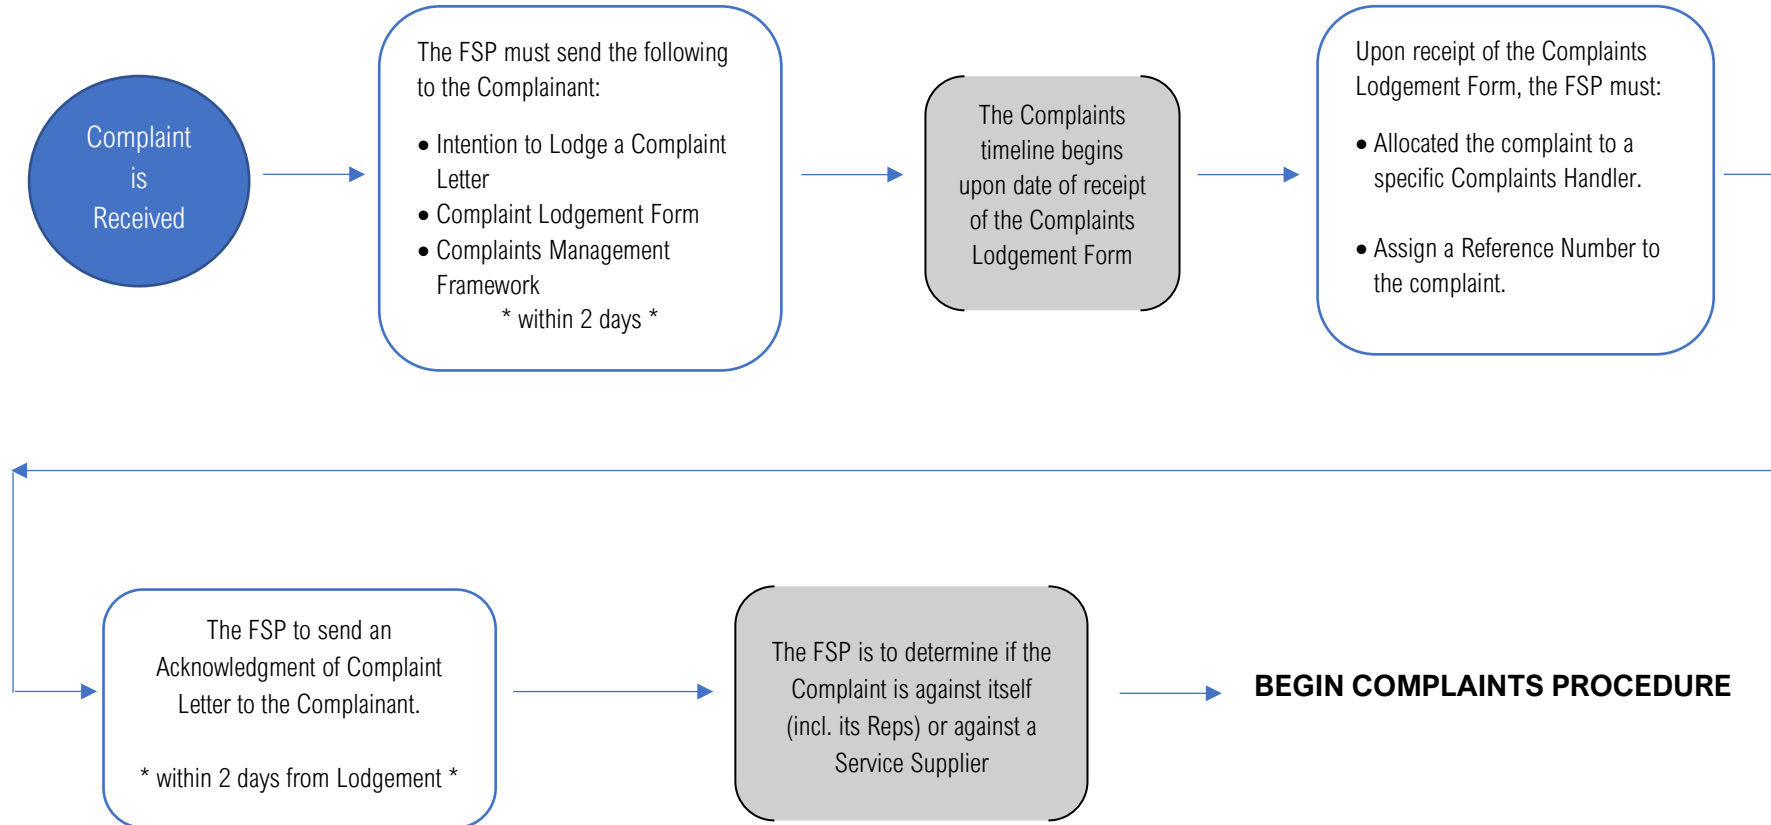 Complaint
is
Received
The FSP must send the following
to the Complainant:
• Intention to Lodge a Complaint
Letter
• Complaint Lodgement Form
• Complaints Management
Framework
* within 2 days *
The Complaints
timeline begins
upon date of receipt
of the Complaints
Lodgement Form
Upon receipt of the Complaints
Lodgement Form, the FSP must:
• Allocated the complaint to a
specific Complaints Handler.
• Assign a Reference Number to
the complaint.
The FSP to send an
Acknowledgment of Complaint
Letter to the Complainant.
* within 2 days from Lodgement *
The FSP is to determine if the
Complaint is against itself
(incl. its Reps) or against a
Service Supplier
BEGIN COMPLAINTS PROCEDURE